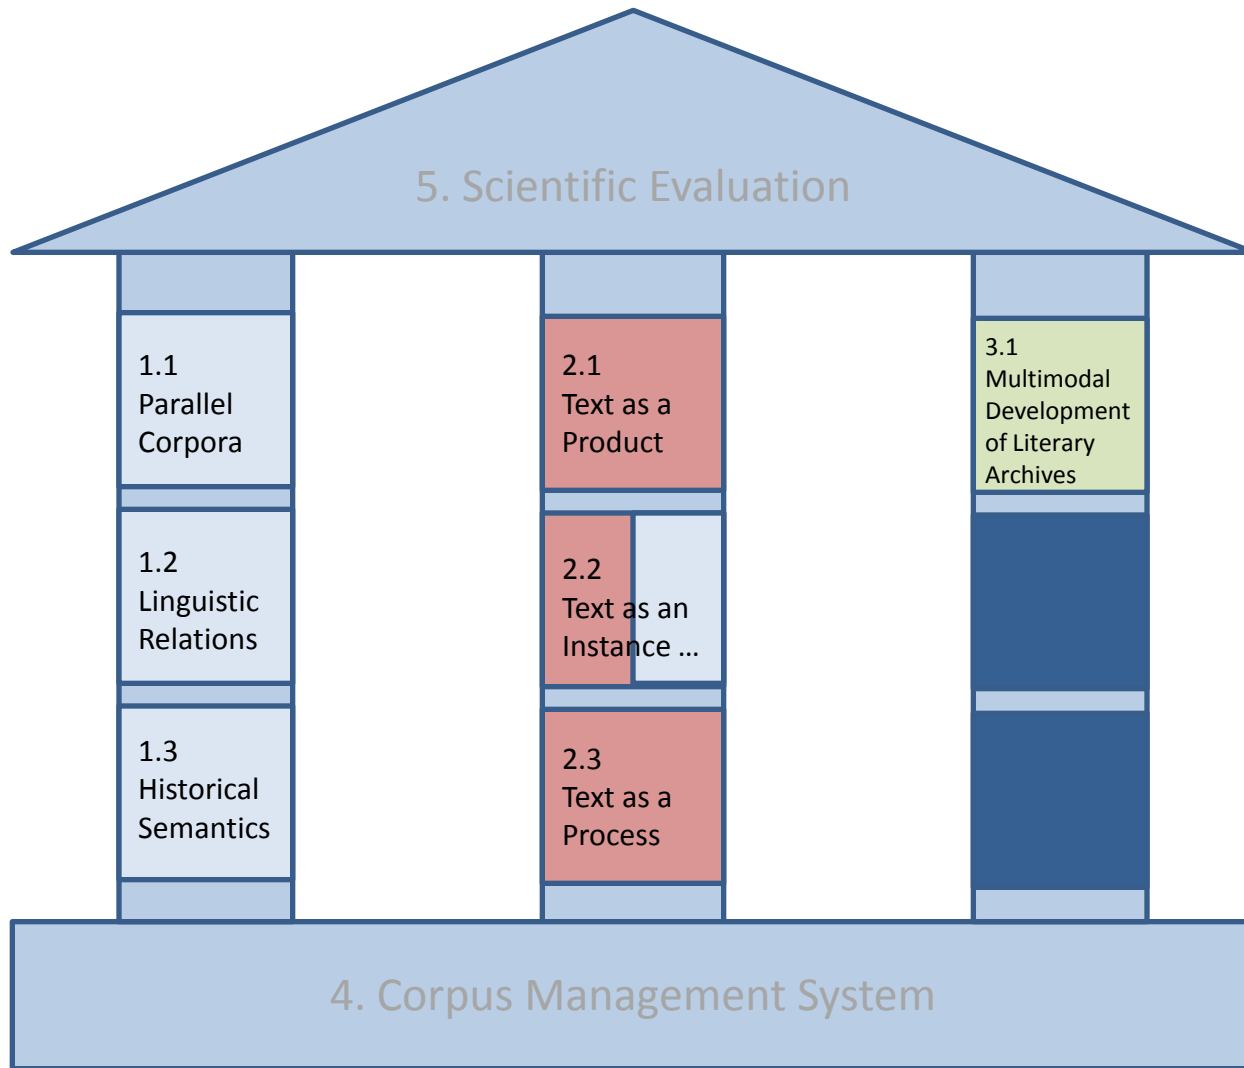 5. Scientific Evaluation
1.1
Parallel
Corpora
1.2
Linguistic
Relations
1.3
Historical
Semantics
2.1
Text as a
Product
2.2
Text as an
Instance ...
2.3
Text as a
Process
3.1
Multimodal
Development
of Literary
Archives
4. Corpus Management System